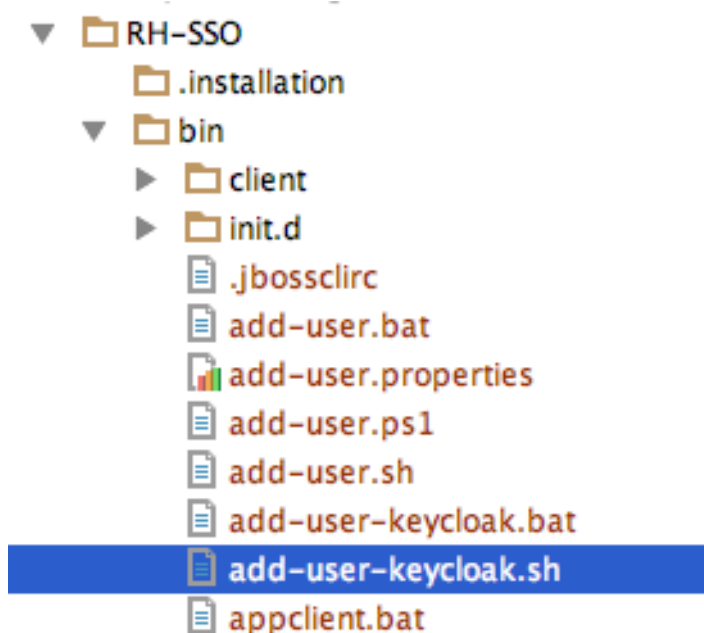 RH-SSO
.installation
bin
client
init.d
.jbossclirc
add-user.bat
add-user.properties
add-user.ps1
add-user.sh
add-user-keycloak.bat
add-user-keycloak.sh
appclient.bat